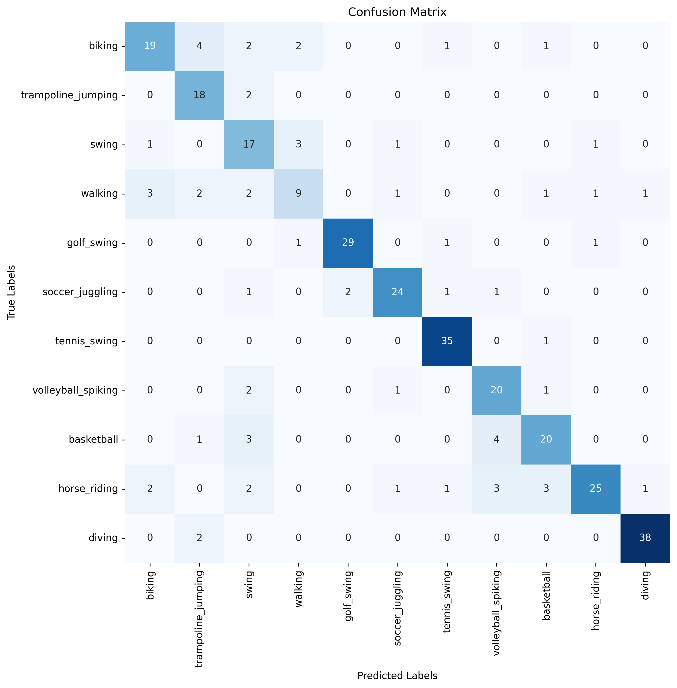 Confusion Matrix
True Labels
biking 19 4 2 2 0 0 1 0 1 0 0
trampoline_jumping 0 18 2 0 0 0 0 0 0 0 0
swing 1 0 17 3 0 1 0 0 0 1 0
walking 3 2 2 9 0 1 0 0 1 1 1
golf_swing 0 0 0 1 29 0 1 0 0 1 0
soccer_juggling 0 0 1 0 2 24 1 1 0 0 0
tennis_swing 0 0 0 0 0 0 35 0 1 0 0
volleyball_spiking 0 0 2 0 0 1 0 20 1 0 0
basketball 0 1 3 0 0 0 0 4 20 0 0
horse_riding 2 0 2 0 0 1 1 3 3 25 1
diving 0 2 0 0 0 0 0 0 0 0 38
biking trampoline_jumping swing walking golf_swing soccer_juggling tennis_swing volleyball_spiking basketball horse_riding diving
Predicted Labels